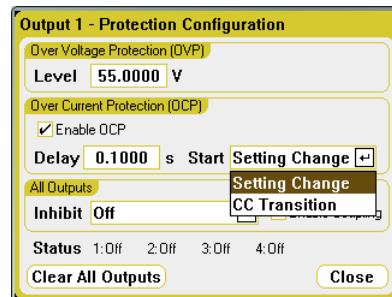 Output 1 - Protection Configuration
Over Voltage Protection (OVP)
Level 55.0000 V
Over Current Protection (OCP)
Enable OCP
Delay 0.1000 s Start Setting Change
Setting Change
CC Transition
All Outputs
Inhibit Off
Status 1:Off 2:Off 3:Off 4:Off
Clear All Outputs Close